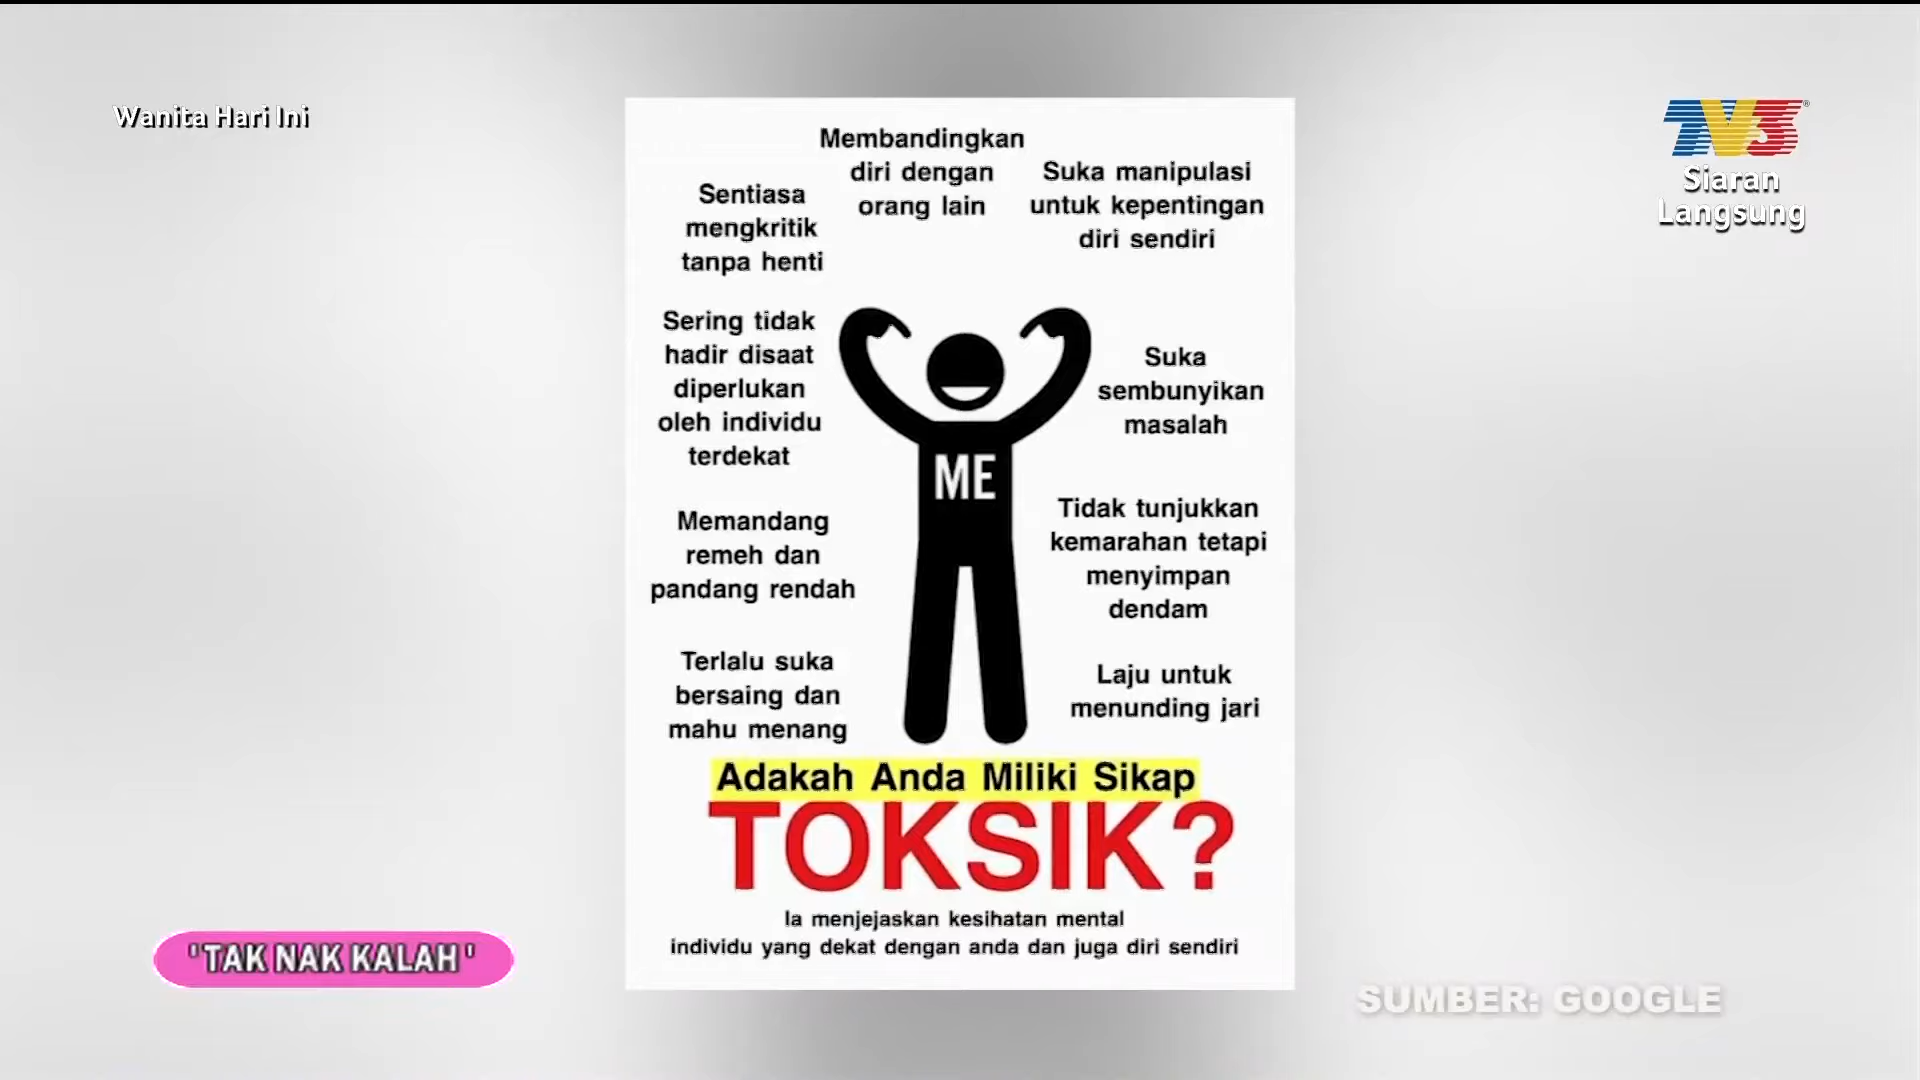 Wanita Hari Ini
TV3
Siaran
Langsung
Membandingkan
diri dengan
orang lain
Suka manipulasi
untuk kepentingan
diri sendiri
Sentiasa
mengkritik
tanpa henti
Sering tidak
hadir disaat
diperlukan
oleh individu
terdekat
Suka
sembunyikan
masalah
ME
Memandang
remeh dan
pandang rendah
Tidak tunjukkan
kemarahan tetapi
menyimpan
dendam
Terlalu suka
bersaing dan
mahu menang
Laju untuk
menunding jari
Adakah Anda Miliki Sikap
TOKSIK?
Ia menjejaskan kesihatan mental
individu yang dekat dengan anda dan juga diri sendiri
'TAK NAK KALAH'
SUMBER: GOOGLE